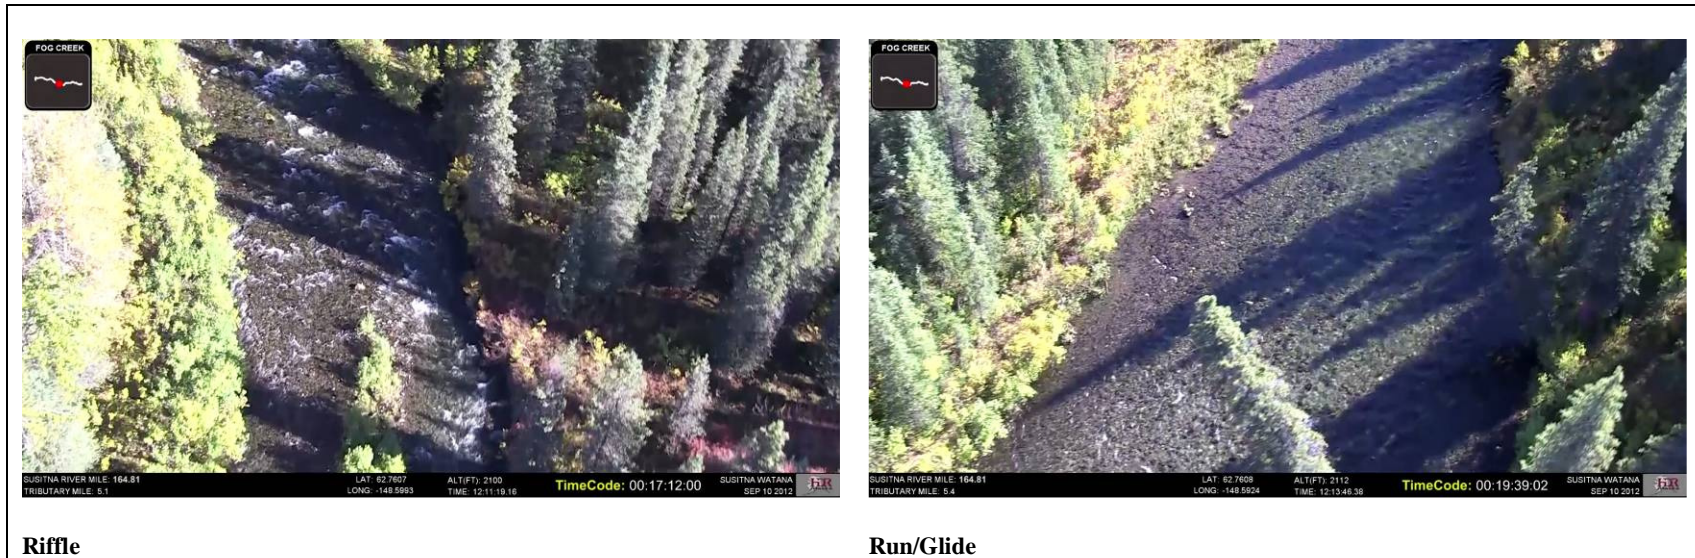 FOG CREEK
SUSITNA RIVER MILE: 164.81
TRIBUTARY MILE: 5.1
LAT: 62.7607
LONG: -148.5993
ALT(FT): 2100
TIME: 12:11:19.16
TimeCode: 00:17:12:00
SUSITNA WATANA
SEP 10 2012
Riffle
FOG CREEK
SUSITNA RIVER MILE: 164.81
TRIBUTARY MILE: 5.4
LAT: 62.7608
LONG: -148.5924
ALT(FT): 2112
TIME: 12:13:46.38
TimeCode: 00:19:39:02
SUSITNA WATANA
SEP 10 2012
Run/Glide